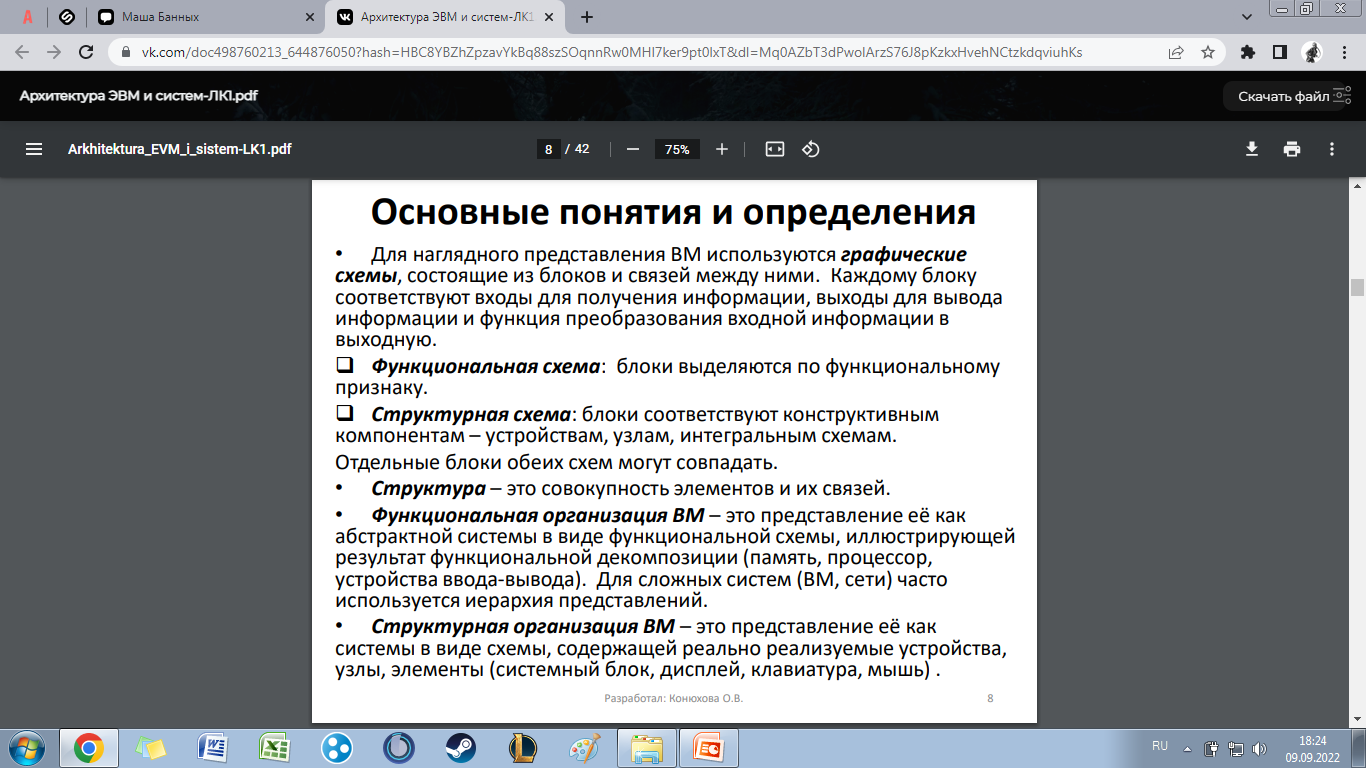 Маша Банных
Архитектура ЭВМ и систем-ЛК1
vk.com/doc498760213_644876050?hash=HBC8YBZhZpzavYkBq88szSOqnnRw0MHI7ker9pt0IxT&dl=Mq0AZbT3dPwoIArzS76J8pKzkxHvehNCtzkdqviuhKs
Архитектура ЭВМ и систем-ЛК1.pdf
Скачать файл
Arkhitektura_EVM_i_sistem-LK1.pdf
8 / 42
75%
Основные понятия и определения
• Для наглядного представления ВМ используются графические
схемы, состоящие из блоков и связей между ними. Каждому блоку
соответствуют входы для получения информации, выходы для вывода
информации и функция преобразования входной информации в
выходную.
❑ Функциональная схема: блоки выделяются по функциональному
признаку.
❑ Структурная схема: блоки соответствуют конструктивным
компонентам – устройствам, узлам, интегральным схемам.
Отдельные блоки обеих схем могут совпадать.
• Структура – это совокупность элементов и их связей.
• Функциональная организация ВМ – это представление её как
абстрактной системы в виде функциональной схемы, иллюстрирующей
результат функциональной декомпозиции (память, процессор,
устройства ввода-вывода). Для сложных систем (ВМ, сети) часто
используется иерархия представлений.
• Структурная организация ВМ – это представление её как
системы в виде схемы, содержащей реально реализуемые устройства,
узлы, элементы (системный блок, дисплей, клавиатура, мышь) .
Разработал: Конюхова О.В.
8
RU
18:24
09.09.2022